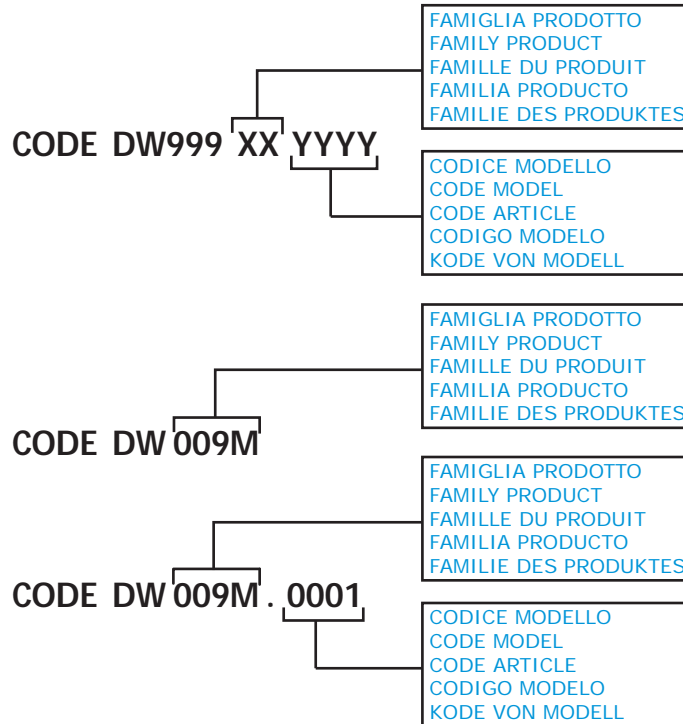 FAMIGLIA PRODOTTO
FAMILY PRODUCT
FAMILLE DU PRODUIT
FAMILIA PRODUCTO
FAMILIE DES PRODUKTES
CODE DW999 XX YYYY
CODICE MODELLO
CODE MODEL
CODE ARTICLE
CODIGO MODELO
KODE VON MODELL
FAMIGLIA PRODOTTO
FAMILY PRODUCT
FAMILLE DU PRODUIT
FAMILIA PRODUCTO
FAMILIE DES PRODUKTES
CODE DW 009M
FAMIGLIA PRODOTTO
FAMILY PRODUCT
FAMILLE DU PRODUIT
FAMILIA PRODUCTO
FAMILIE DES PRODUKTES
CODE DW 009M . 0001
CODICE MODELLO
CODE MODEL
CODE ARTICLE
CODIGO MODELO
KODE VON MODELL